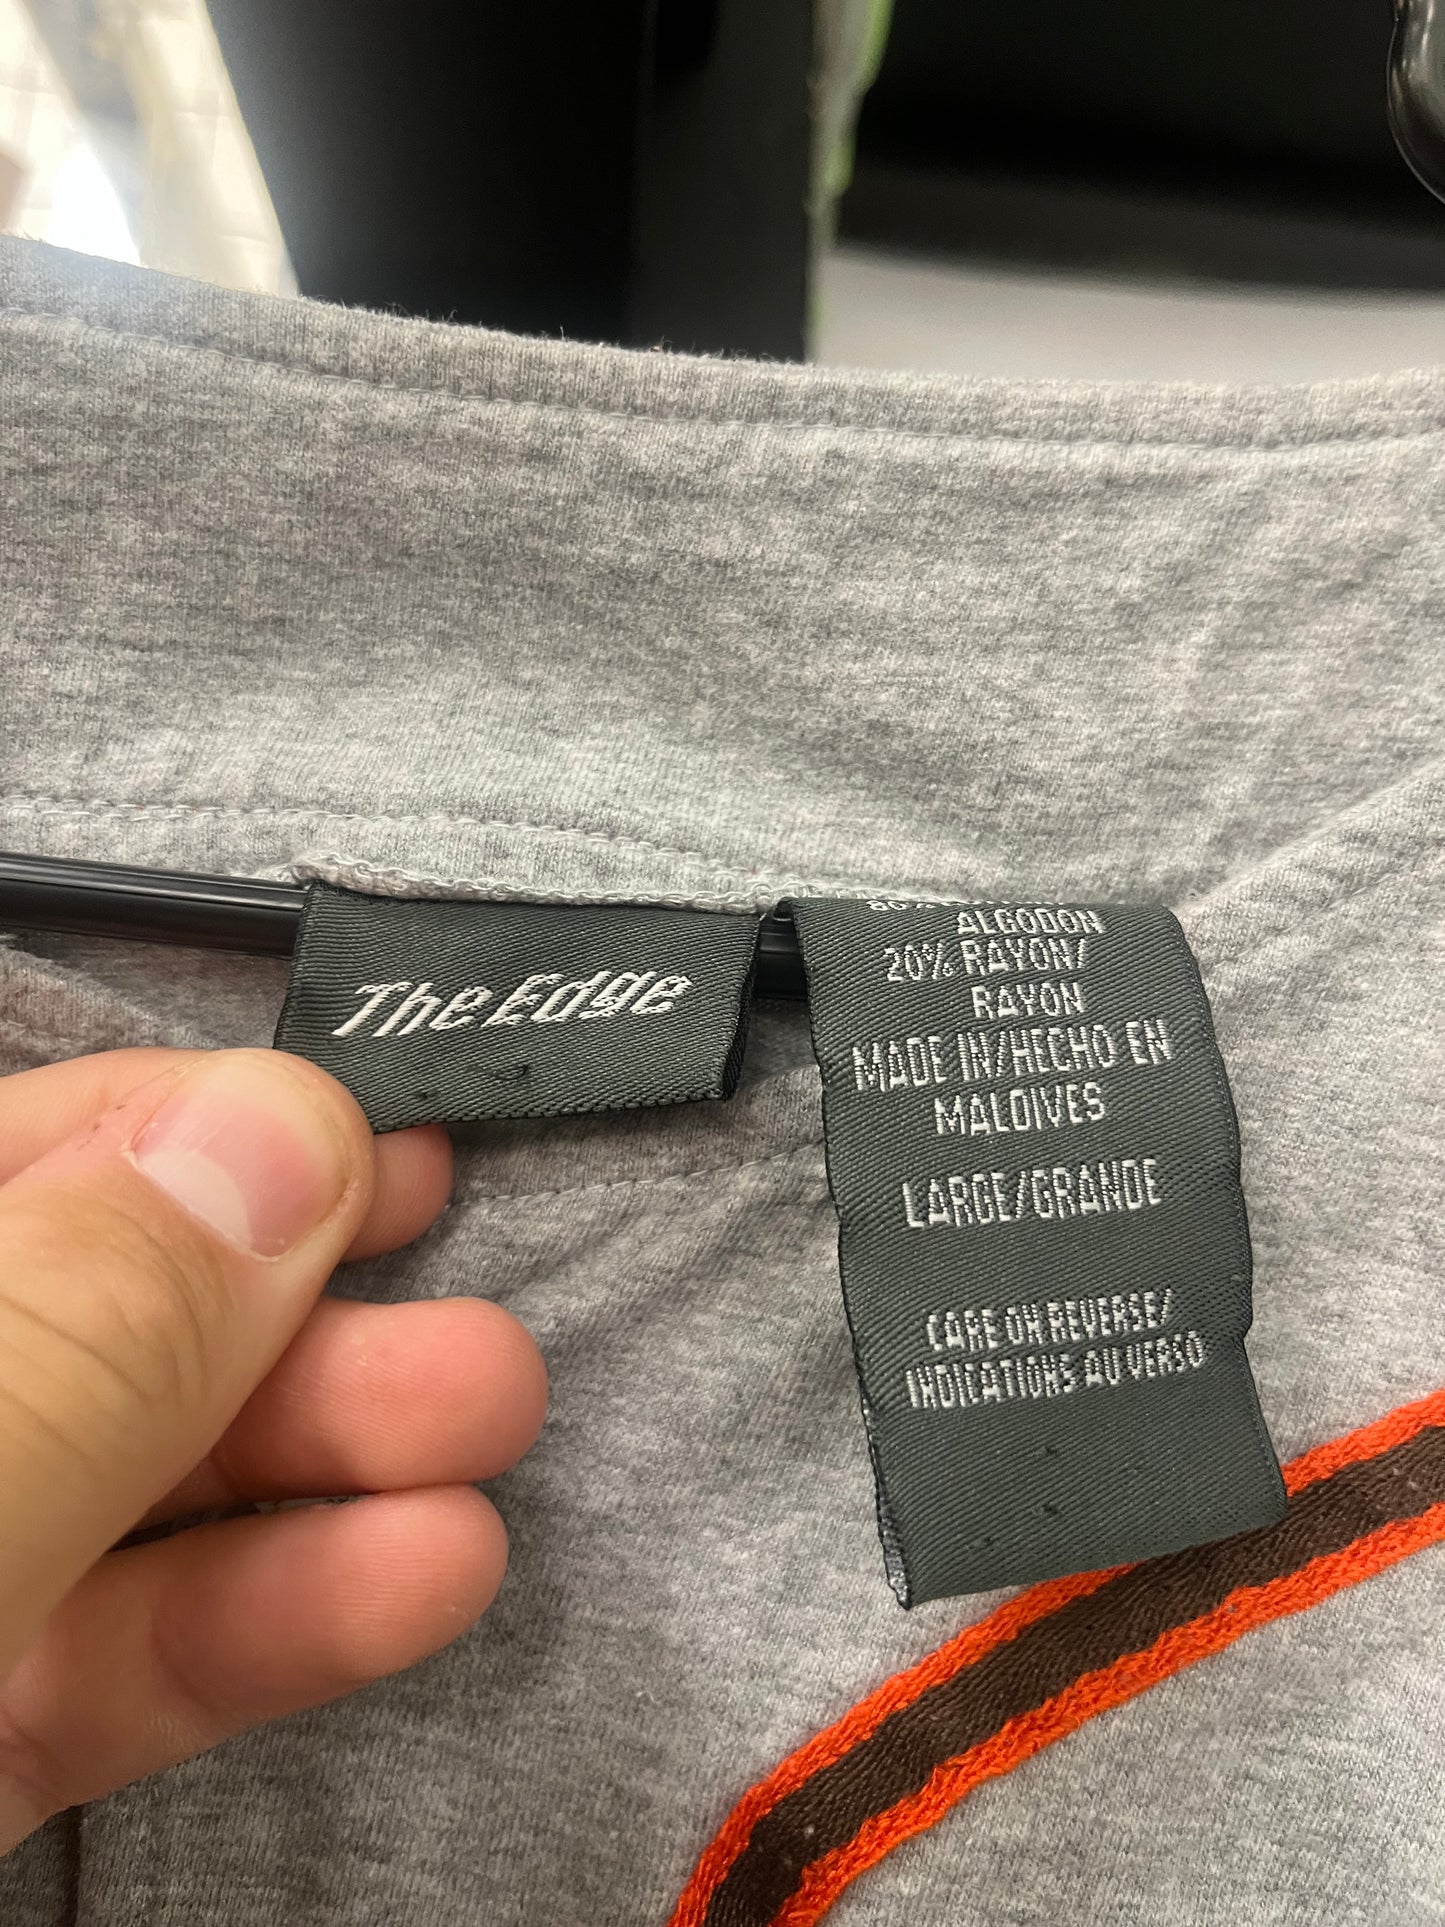 The Edge
80%
ALGODON
20% RAYON/
RAYON
MADE IN/HECHO EN
MALDIVES
LARGE/GRANDE
CARE ON REVERSE/
INDICATIONS AU VERSO